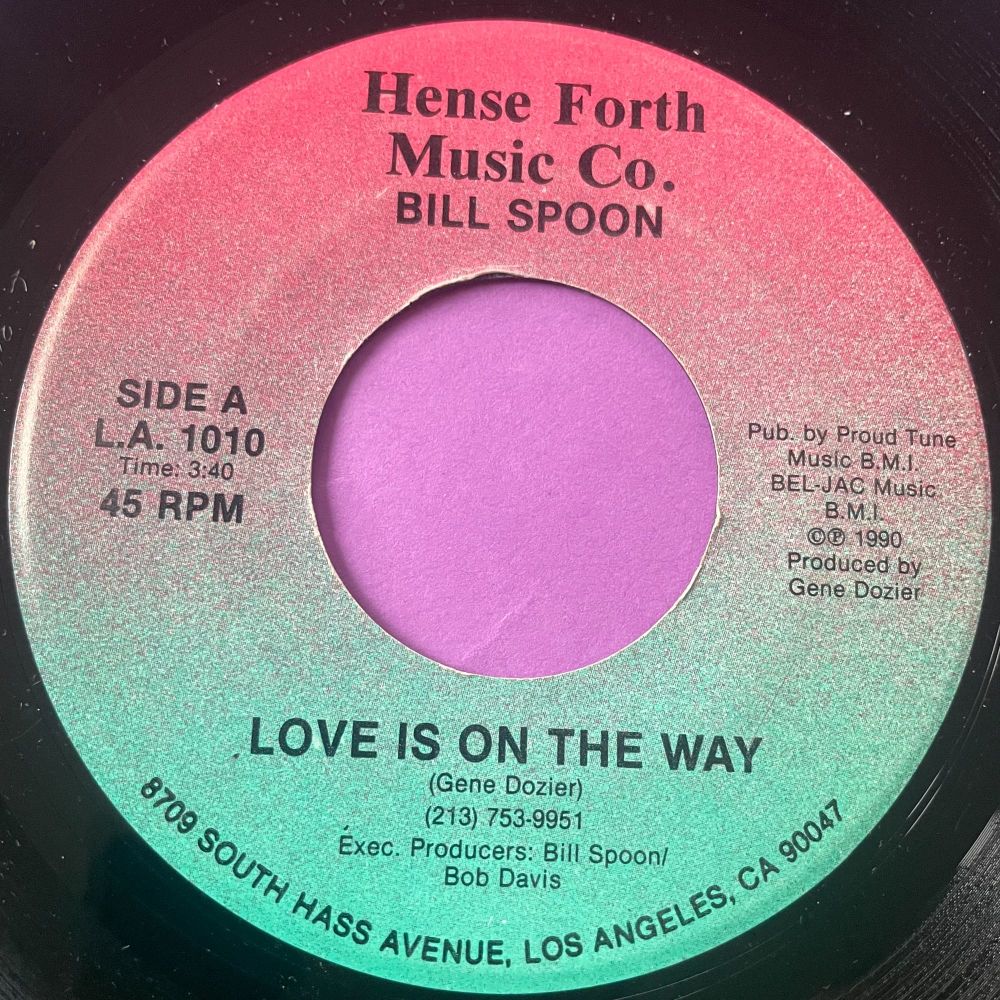 Hense Forth
Music Co.
BILL SPOON
SIDE A
L.A. 1010
Time: 3:40
45 RPM
Pub. by Proud Tune
Music B.M.I.
BEL-JAC Music
B.M.I.
©℗ 1990
Produced by
Gene Dozier
LOVE IS ON THE WAY
(Gene Dozier)
(213) 753-9951
Exec. Producers: Bill Spoon/
Bob Davis
8709 SOUTH HASS AVENUE, LOS ANGELES, CA 90047